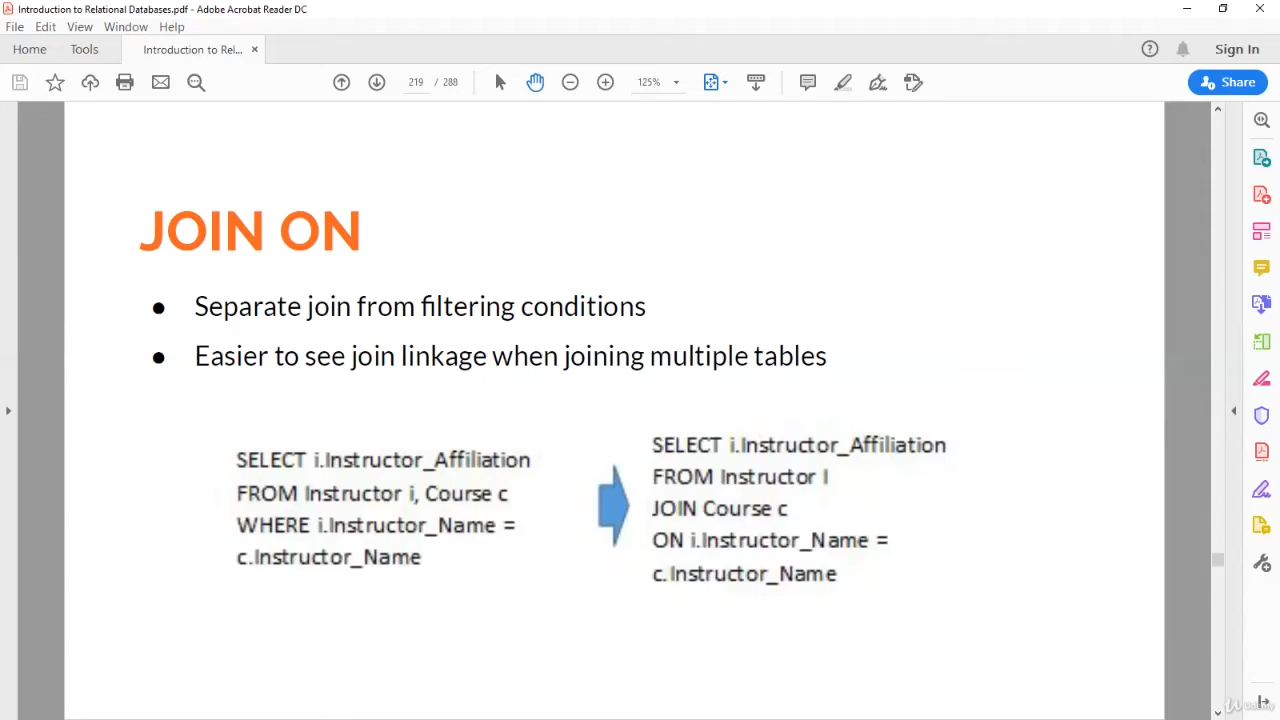 Introduction to Relational Databases.pdf - Adobe Acrobat Reader DC
File Edit View Window Help
Home Tools Introduction to Rel... × Sign In
219 / 288 125% Share
JOIN ON
● Separate join from filtering conditions
● Easier to see join linkage when joining multiple tables
SELECT i.Instructor_Affiliation
FROM Instructor i, Course c
WHERE i.Instructor_Name =
c.Instructor_Name
SELECT i.Instructor_Affiliation
FROM Instructor I
JOIN Course c
ON i.Instructor_Name =
c.Instructor_Name
Udemy